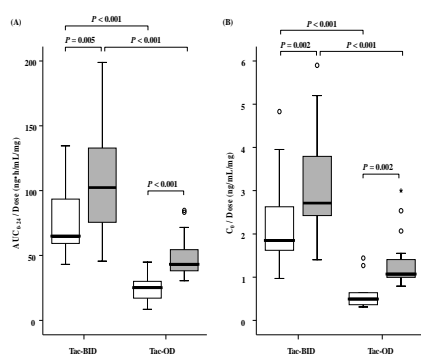 (A)
P < 0.001
P = 0.005
P < 0.001
P < 0.001
AUC0-24 / Dose (ng•h/mL/mg)
200
150
100
50
0
Tac-BID
Tac-OD
(B)
P < 0.001
P = 0.002
P < 0.001
P = 0.002
C0 / Dose (ng/mL/mg)
6
5
4
3
2
1
0
Tac-BID
Tac-OD